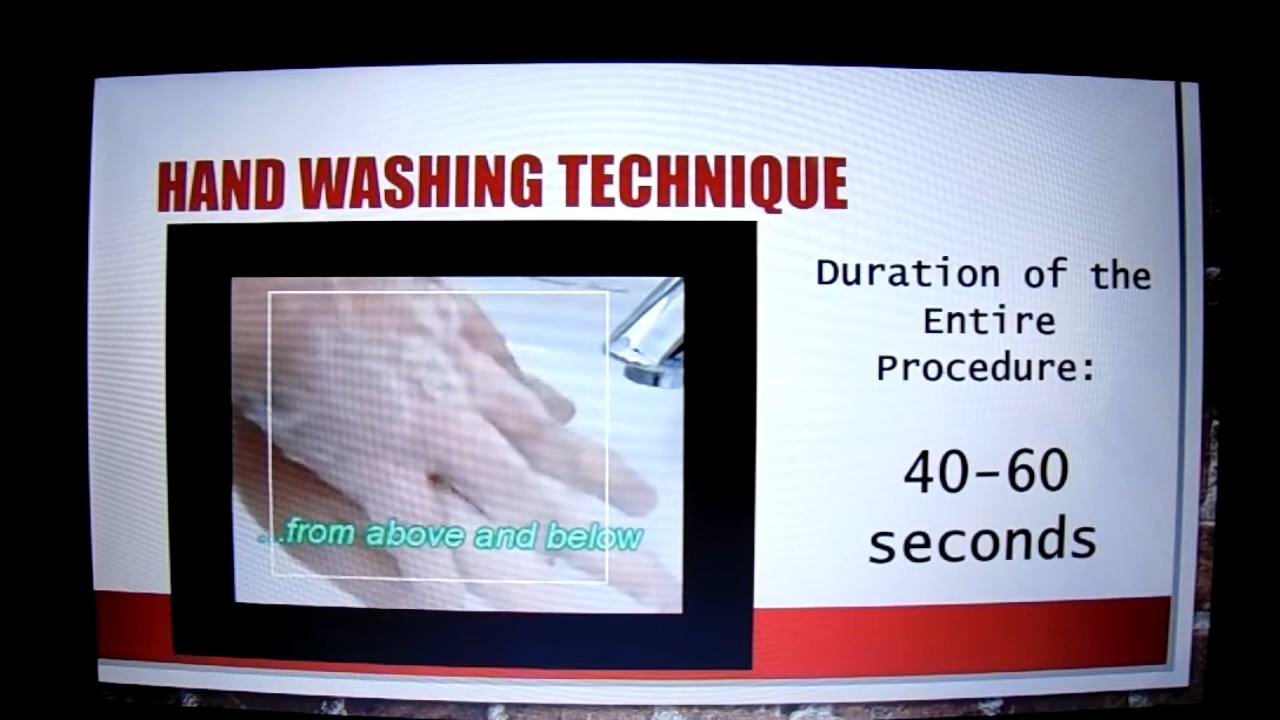 HAND WASHING TECHNIQUE
Duration of the
Entire
Procedure:
40-60
seconds
...from above and below